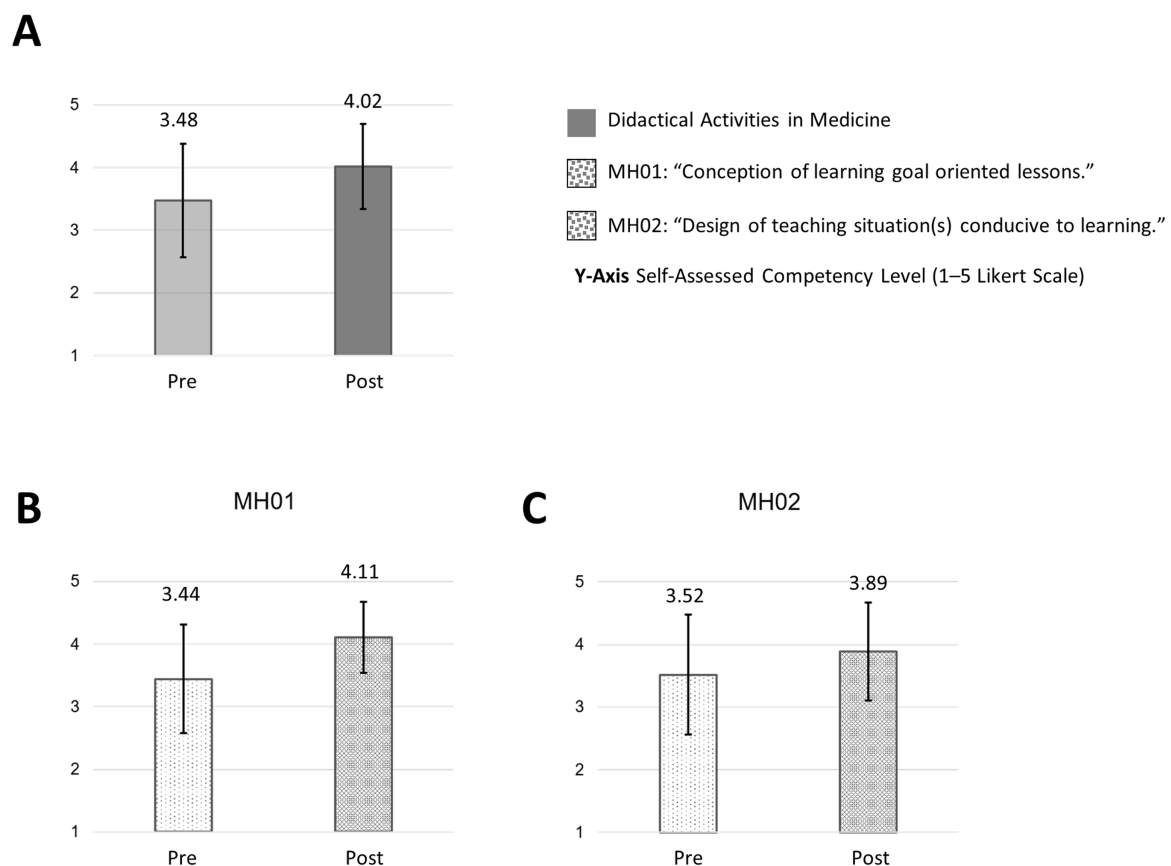 A
5
4
3
2
1
3.48
4.02
Pre
Post
Didactical Activities in Medicine
MH01: “Conception of learning goal oriented lessons.”
MH02: “Design of teaching situation(s) conducive to learning.”
Y-Axis Self-Assessed Competency Level (1–5 Likert Scale)
B
MH01
5
4
3
2
1
3.44
4.11
Pre
Post
C
MH02
5
4
3
2
1
3.52
3.89
Pre
Post